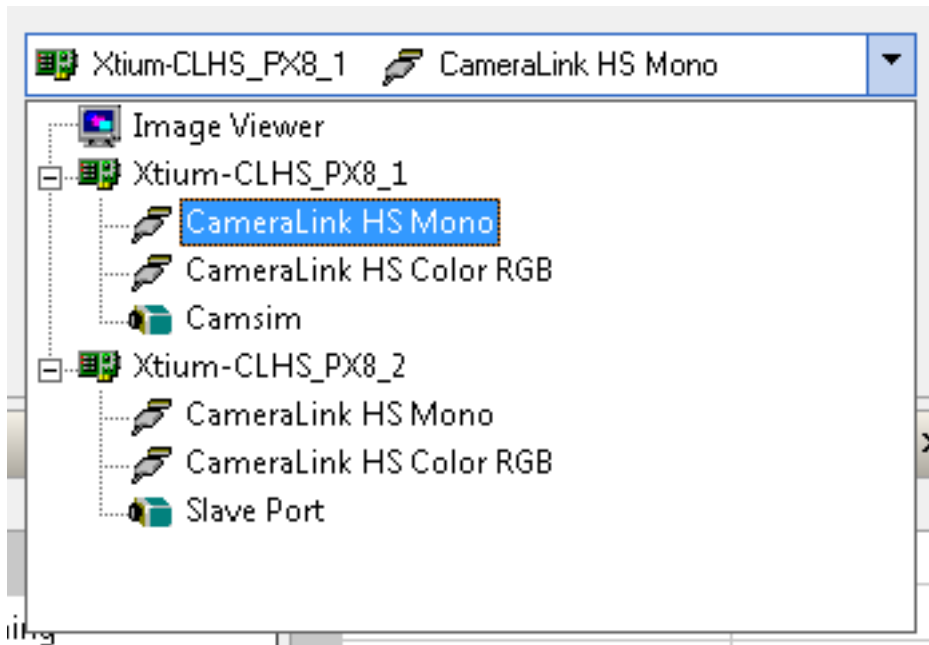 Xtium-CLHS_PX8_1 CameraLink HS Mono
Image Viewer
Xtium-CLHS_PX8_1
CameraLink HS Mono
CameraLink HS Color RGB
Camsim
Xtium-CLHS_PX8_2
CameraLink HS Mono
CameraLink HS Color RGB
Slave Port